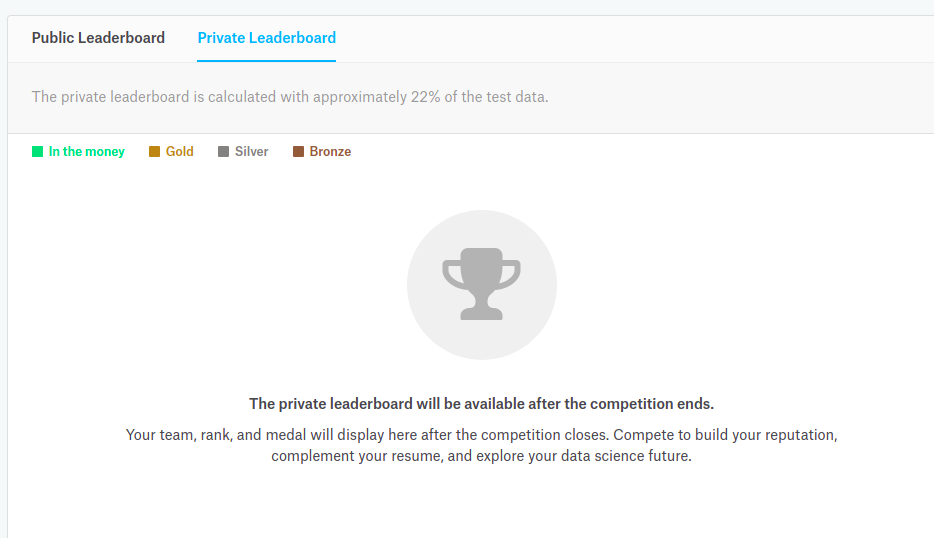 Public Leaderboard Private Leaderboard
The private leaderboard is calculated with approximately 22% of the test data.
In the money Gold Silver Bronze
The private leaderboard will be available after the competition ends.
Your team, rank, and medal will display here after the competition closes. Compete to build your reputation,
complement your resume, and explore your data science future.